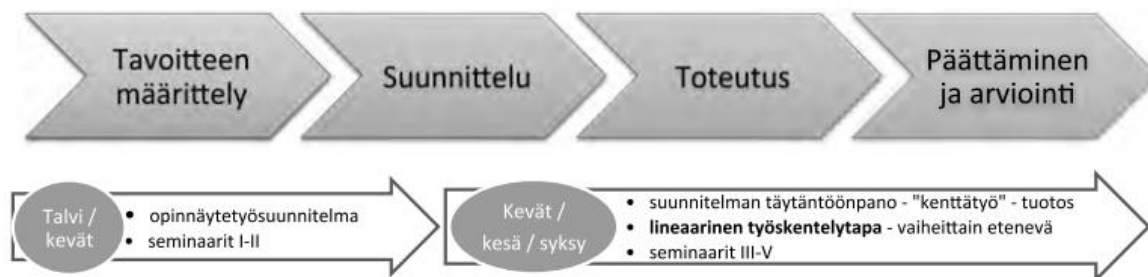 Tavoitteen
määrittely
Suunnittelu
Toteutus
Päättäminen
ja arviointi
Talvi /
kevät
• opinnäytetyösuunnitelma
• seminaarit I-II
Kevät /
kesä / syksy
• suunnitelman täytäntöönpano - "kenttätyö" - tuotos
• lineaarinen työskentelytapa - vaiheittain etenevä
• seminaarit III-V